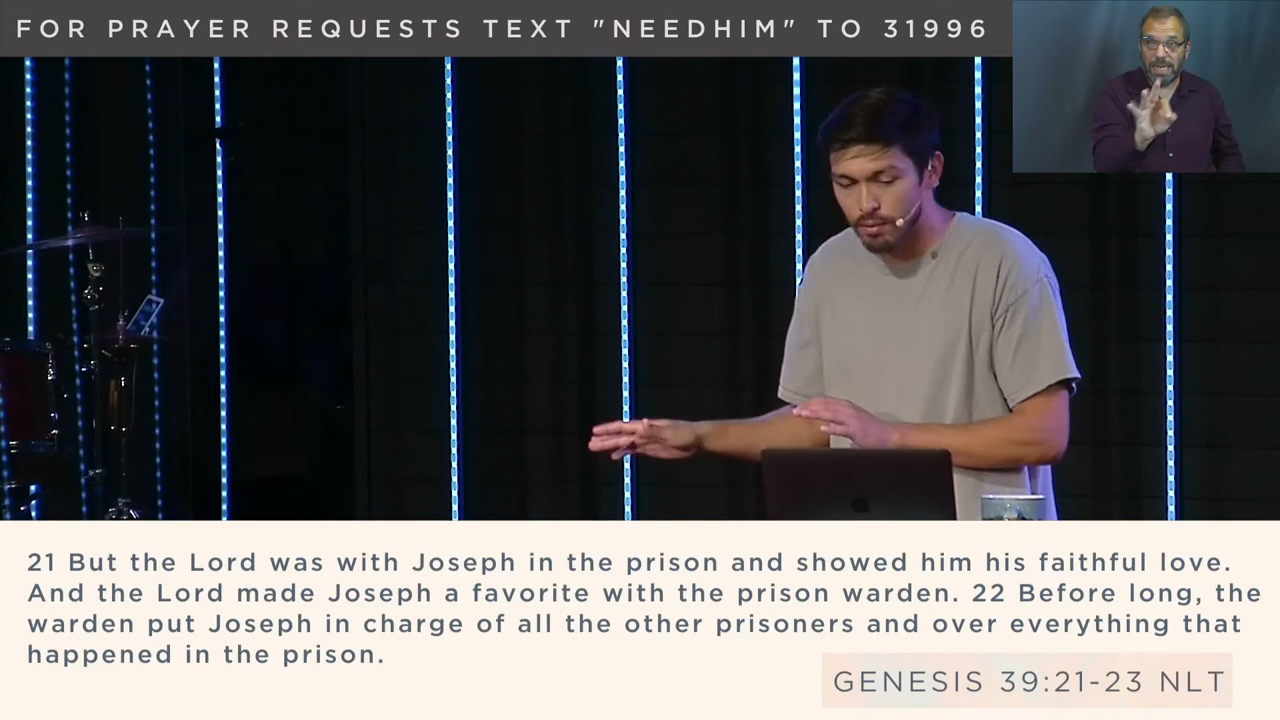 FOR PRAYER REQUESTS TEXT "NEEDHIM" TO 31996
21 But the Lord was with Joseph in the prison and showed him his faithful love.
And the Lord made Joseph a favorite with the prison warden. 22 Before long, the
warden put Joseph in charge of all the other prisoners and over everything that
happened in the prison.
GENESIS 39:21-23 NLT